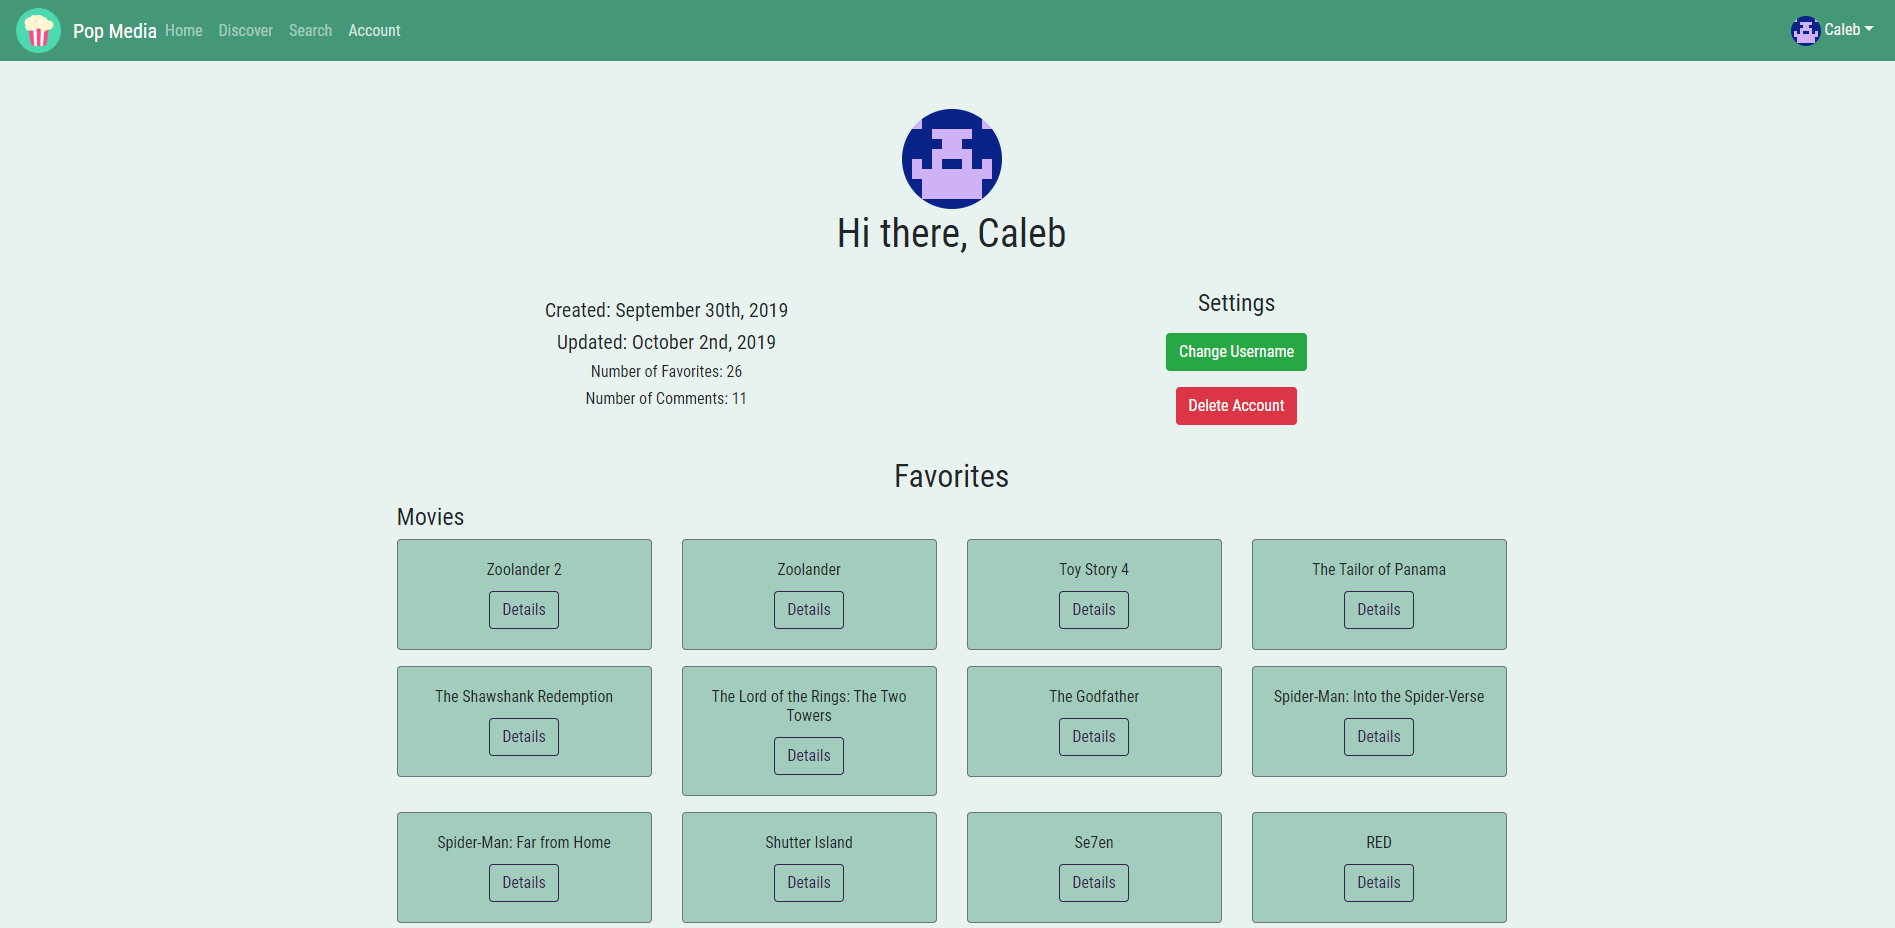 Pop Media Home Discover Search Account Caleb
Hi there, Caleb
Created: September 30th, 2019
Updated: October 2nd, 2019
Number of Favorites: 26
Number of Comments: 11
Settings
Change Username
Delete Account
Favorites
Movies
Zoolander 2
Details
Zoolander
Details
Toy Story 4
Details
The Tailor of Panama
Details
The Shawshank Redemption
Details
The Lord of the Rings: The Two
Towers
Details
The Godfather
Details
Spider-Man: Into the Spider-Verse
Details
Spider-Man: Far from Home
Details
Shutter Island
Details
Se7en
Details
RED
Details